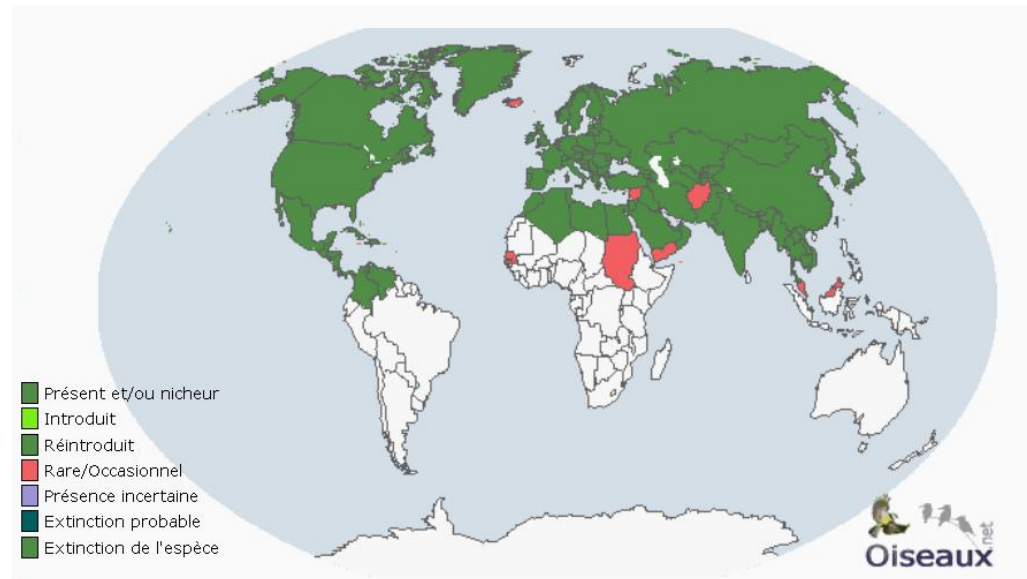 Présent et/ou nicheur
Introduit
Réintroduit
Rare/Occasionnel
Présence incertaine
Extinction probable
Extinction de l'espèce
Oiseaux.net